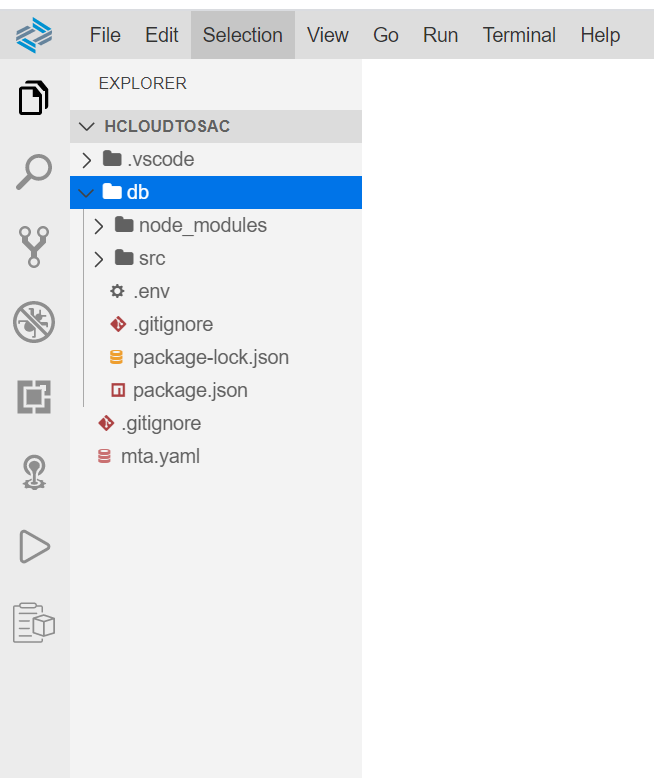 File Edit Selection View Go Run Terminal Help
EXPLORER
HCLOUDTOSAC
.vscode
db
node_modules
src
.env
.gitignore
package-lock.json
package.json
.gitignore
mta.yaml